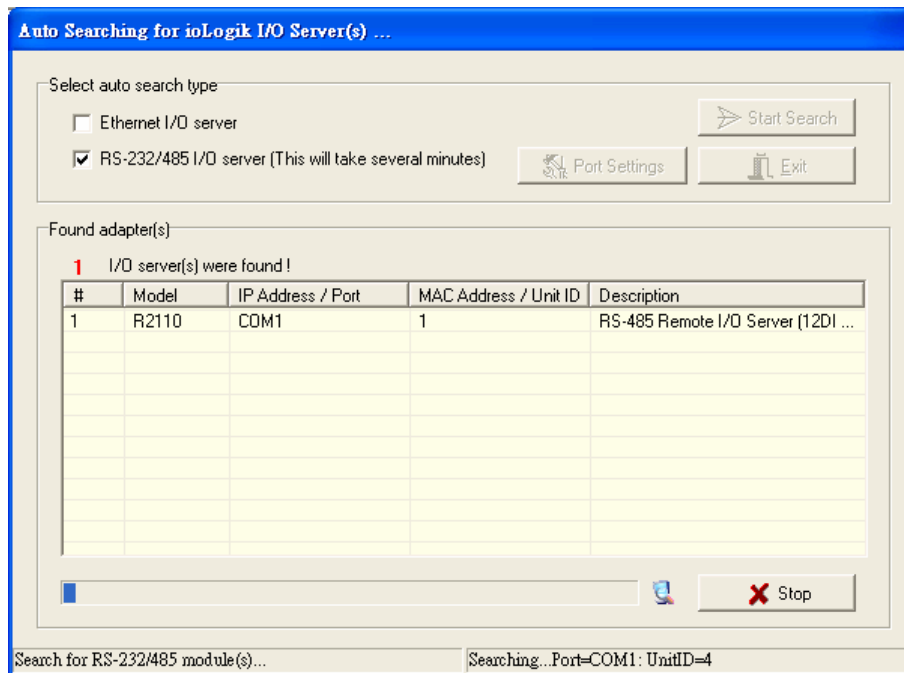 Auto Searching for ioLogik I/O Server(s) ...
Select auto search type
Ethernet I/O server
Start Search
RS-232/485 I/O server (This will take several minutes)
Port Settings
Exit
Found adapter(s)
1 I/O server(s) were found !
# Model IP Address / Port MAC Address / Unit ID Description
1 R2110 COM1 1 RS-485 Remote I/O Server (12DI ...
Stop
Search for RS-232/485 module(s)... Searching...Port=COM1: UnitID=4